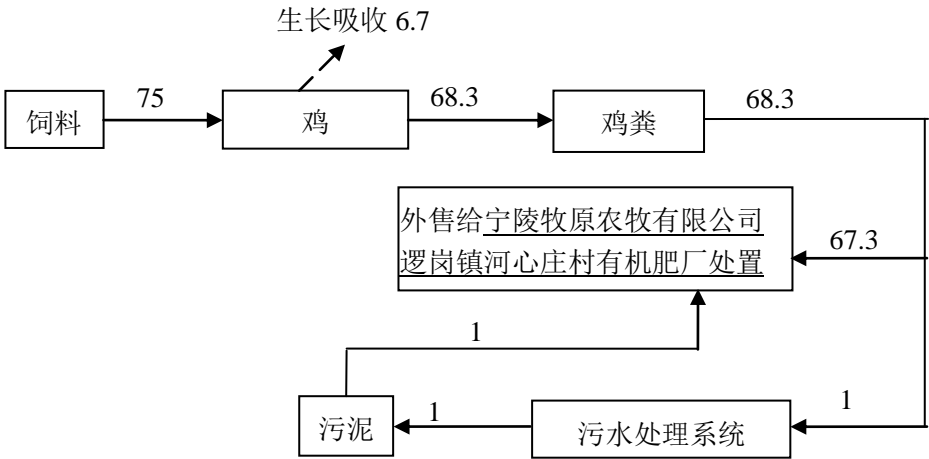 生长吸收 6.7
75
68.3
68.3
饲料
鸡
鸡粪
外售给宁陵牧原农牧有限公司
逻岗镇河心庄村有机肥厂处置
67.3
1
1
1
污泥
污水处理系统